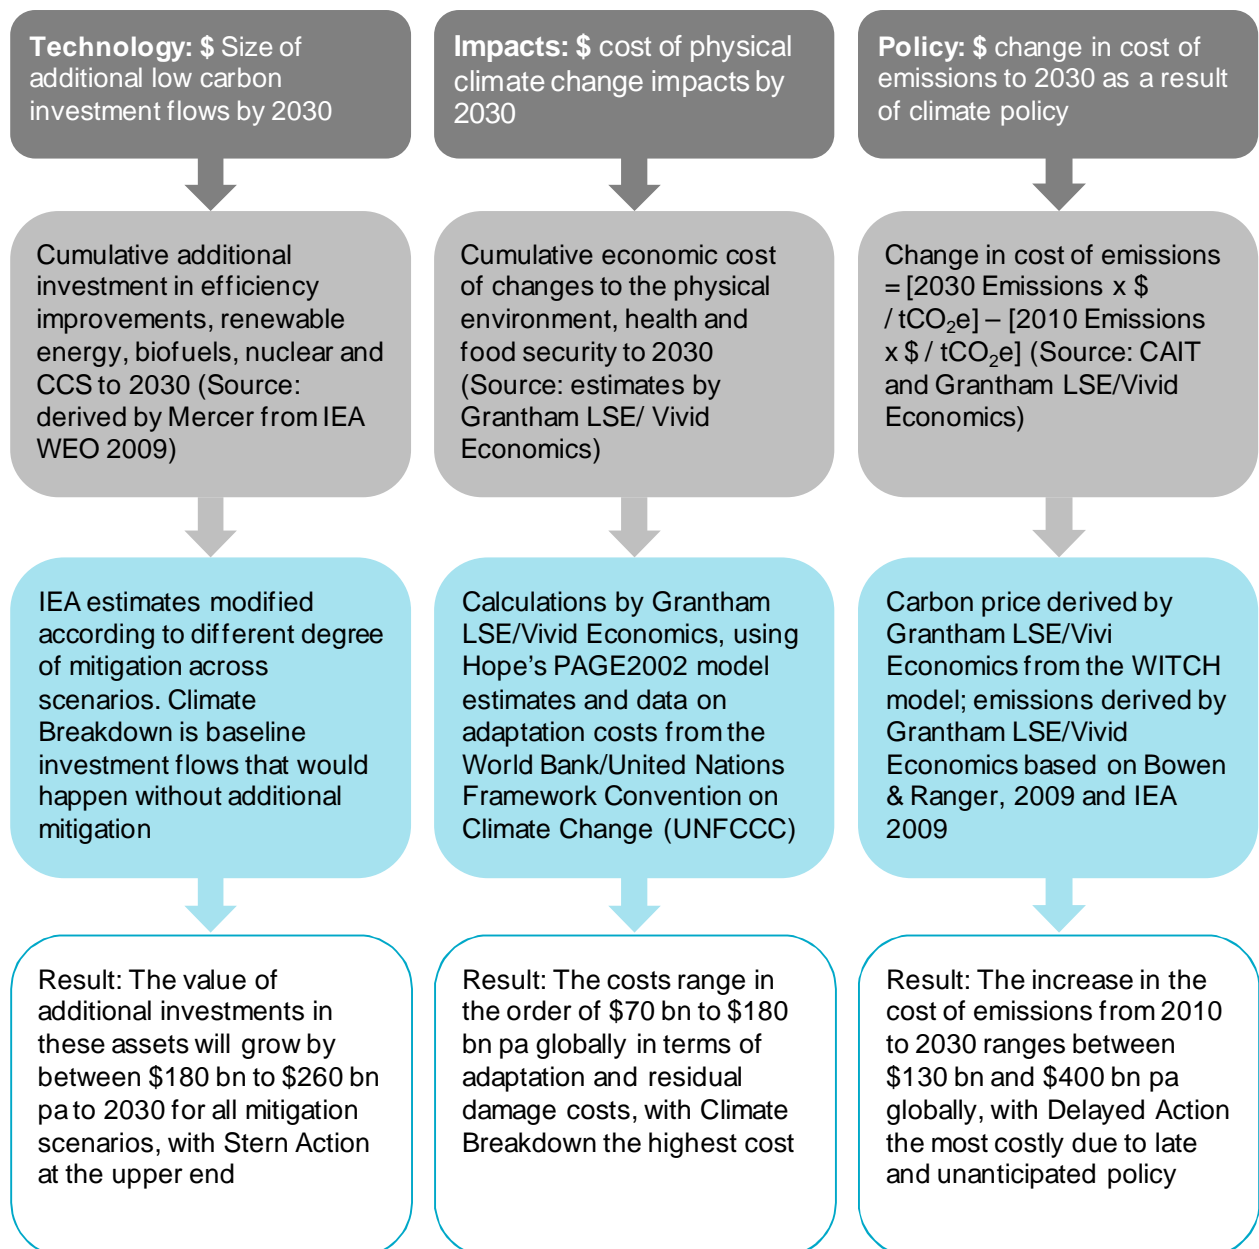 Technology: $ Size of
additional low carbon
investment flows by 2030
Cumulative additional
investment in efficiency
improvements, renewable
energy, biofuels, nuclear and
CCS to 2030 (Source:
derived by Mercer from IEA
WEO 2009)
IEA estimates modified
according to different degree
of mitigation across
scenarios. Climate
Breakdown is baseline
investment flows that would
happen without additional
mitigation
Result: The value of
additional investments in
these assets will grow by
between $180 bn to $260 bn
pa to 2030 for all mitigation
scenarios, with Stern Action
at the upper end
Impacts: $ cost of physical
climate change impacts by
2030
Cumulative economic cost
of changes to the physical
environment, health and
food security to 2030
(Source: estimates by
Grantham LSE/ Vivid
Economics)
Calculations by Grantham
LSE/Vivid Economics, using
Hope's PAGE2002 model
estimates and data on
adaptation costs from the
World Bank/United Nations
Framework Convention on
Climate Change (UNFCCC)
Result: The costs range in
the order of $70 bn to $180
bn pa globally in terms of
adaptation and residual
damage costs, with Climate
Breakdown the highest cost
Policy: $ change in cost of
emissions to 2030 as a result
of climate policy
Change in cost of emissions
= [2030 Emissions x $
/ tCO₂e] – [2010 Emissions
x $ / tCO₂e] (Source: CAIT
and Grantham LSE/Vivid
Economics)
Carbon price derived by
Grantham LSE/Vivi
Economics from the WITCH
model; emissions derived by
Grantham LSE/Vivid
Economics based on Bowen
& Ranger, 2009 and IEA
2009
Result: The increase in the
cost of emissions from 2010
to 2030 ranges between
$130 bn and $400 bn pa
globally, with Delayed Action
the most costly due to late
and unanticipated policy